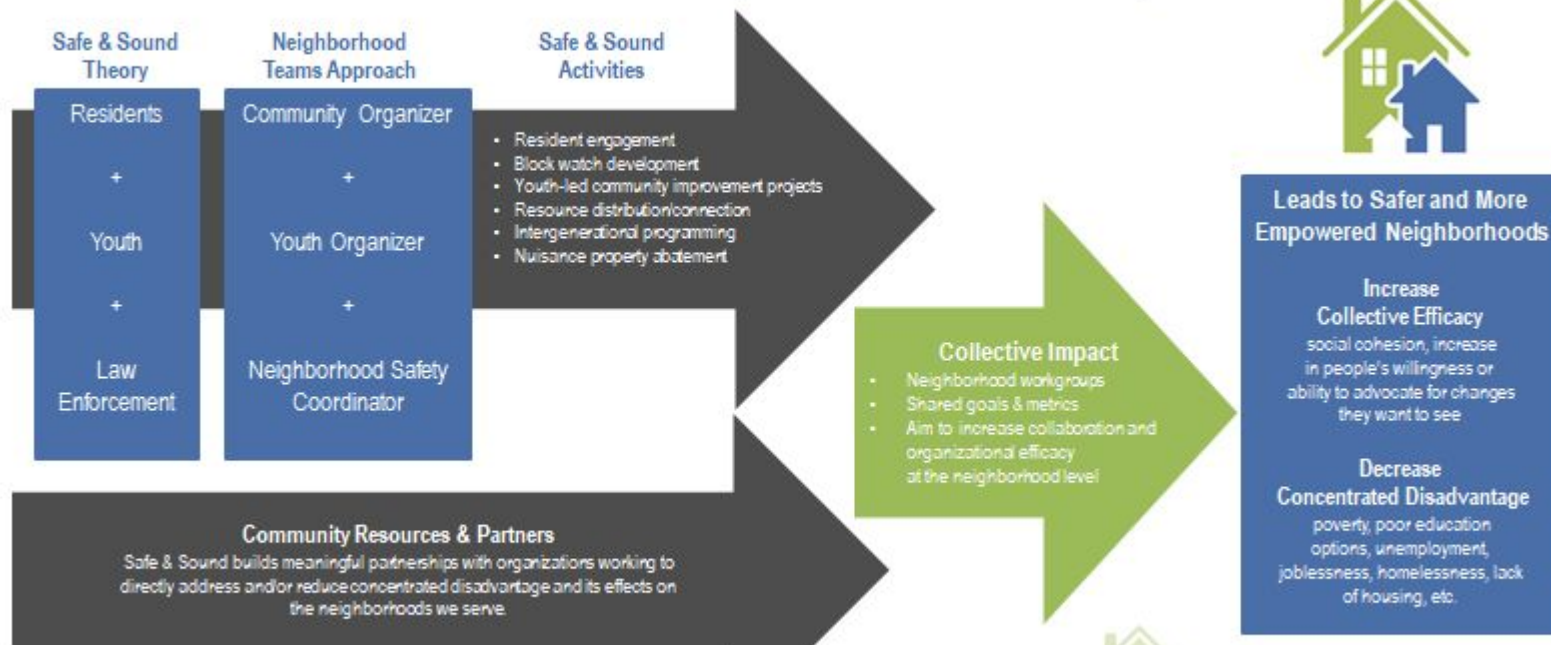 Safe & Sound
Theory
Residents
+
Youth
+
Law
Enforcement
Neighborhood
Teams Approach
Community Organizer
+
Youth Organizer
+
Neighborhood Safety
Coordinator
Safe & Sound
Activities
• Resident engagement
• Block watch development
• Youth-led community improvement projects
• Resource distribution/connection
• Intergenerational programming
• Nuisance property abatement
Community Resources & Partners
Safe & Sound builds meaningful partnerships with organizations working to
directly address and/or reduce concentrated disadvantage and its effects on
the neighborhoods we serve.
Collective Impact
• Neighborhood workgroups
• Shared goals & metrics
• Aim to increase collaboration and
organizational efficacy
at the neighborhood level
Leads to Safer and More
Empowered Neighborhoods
Increase
Collective Efficacy
social cohesion, increase
in people's willingness or
ability to advocate for changes
they want to see
Decrease
Concentrated Disadvantage
poverty, poor education
options, unemployment,
joblessness, homelessness, lack
of housing, etc.